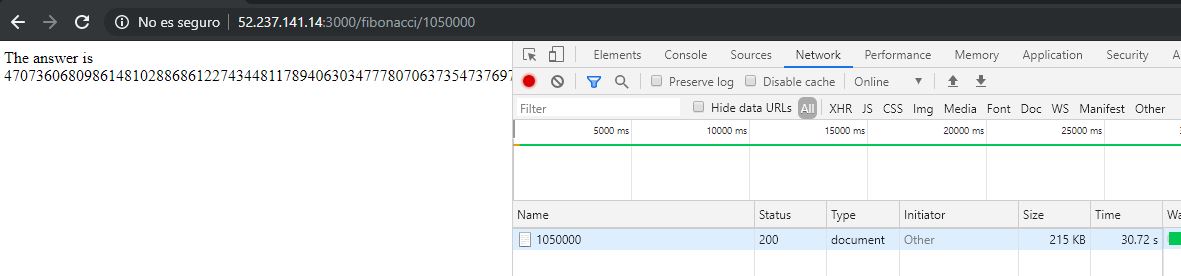 No es seguro 52.237.141.14:3000/fibonacci/1050000
The answer is
Elements Console Sources Network Performance Memory Application Security A
47073606809861481028868612274344811789406303477780706373547376973
Preserve log Disable cache Online
Filter Hide data URLs All XHR JS CSS Img Media Font Doc WS Manifest Other
5000 ms 10000 ms 15000 ms 20000 ms 25000 ms
Name Status Type Initiator Size Time Wa
1050000 200 document Other 215 KB 30.72 s